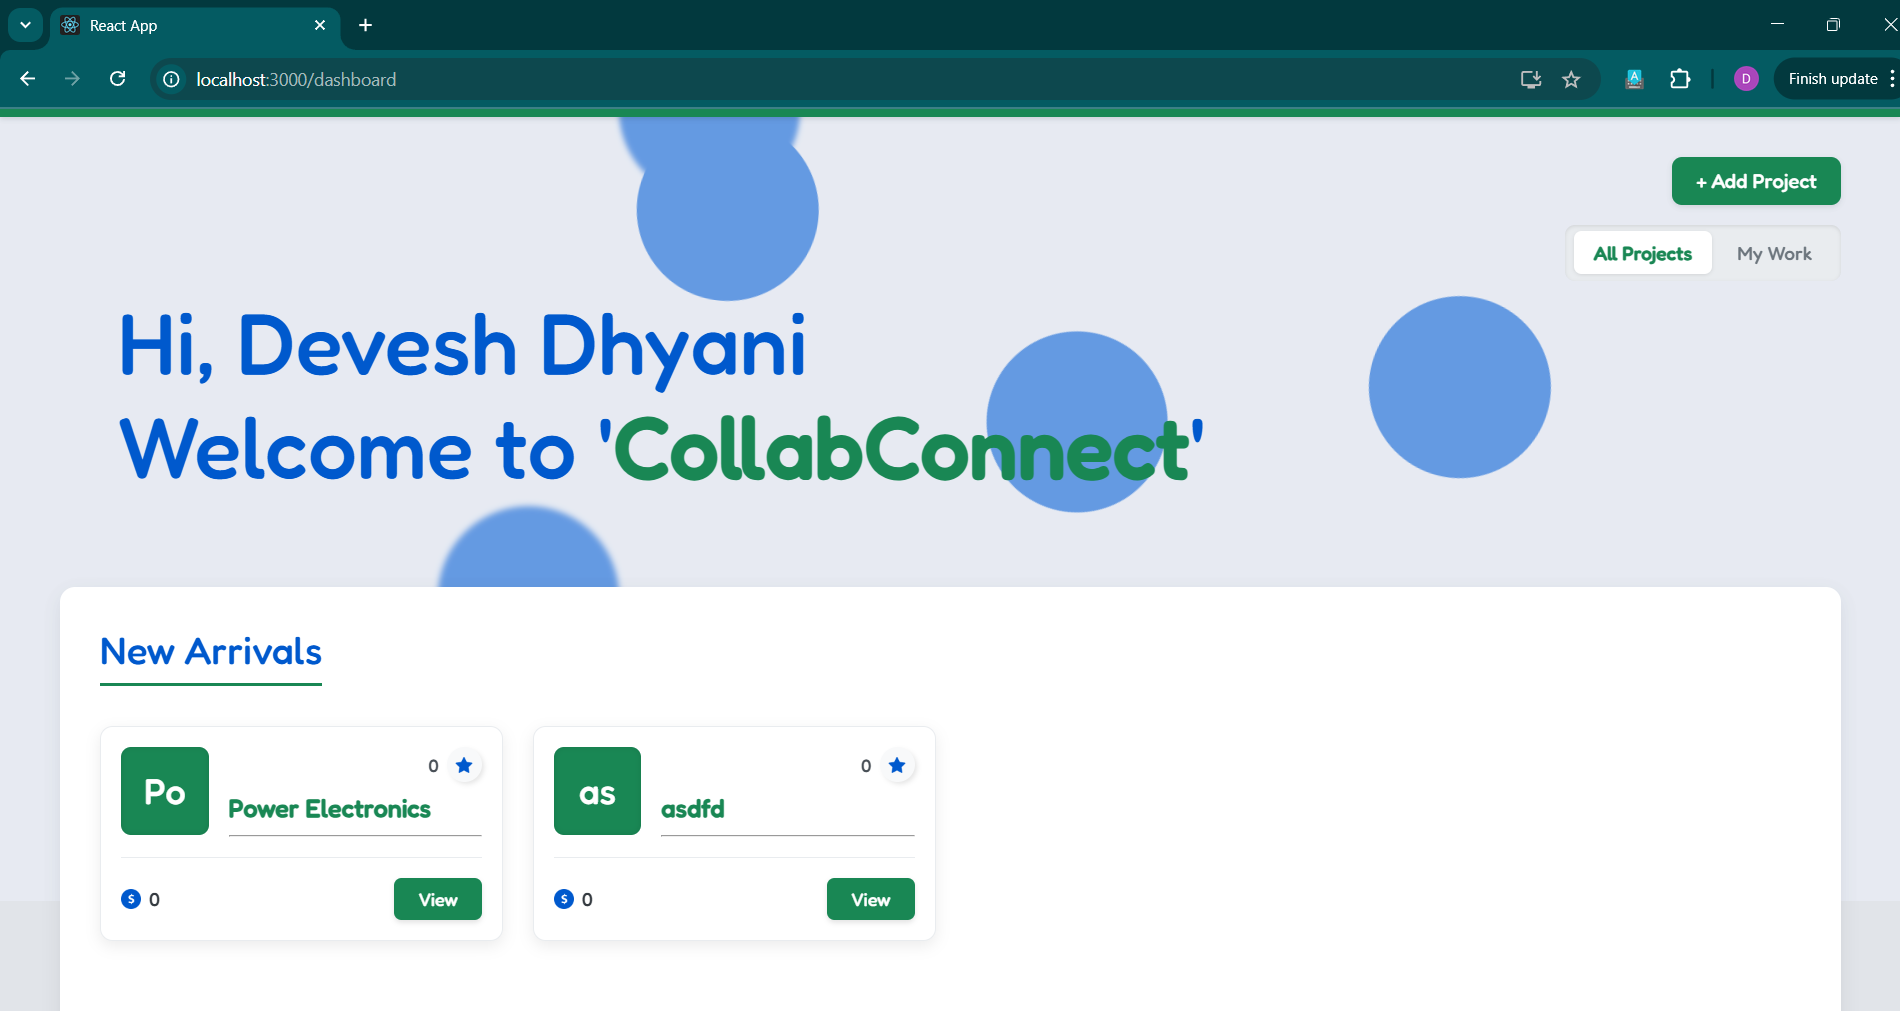 React App
localhost:3000/dashboard
A
D
Finish update
+ Add Project
All Projects
My Work
Hi, Devesh Dhyani
Welcome to 'CollabConnect'
New Arrivals
Po
0
Power Electronics
$ 0
View
as
0
asdfd
$ 0
View